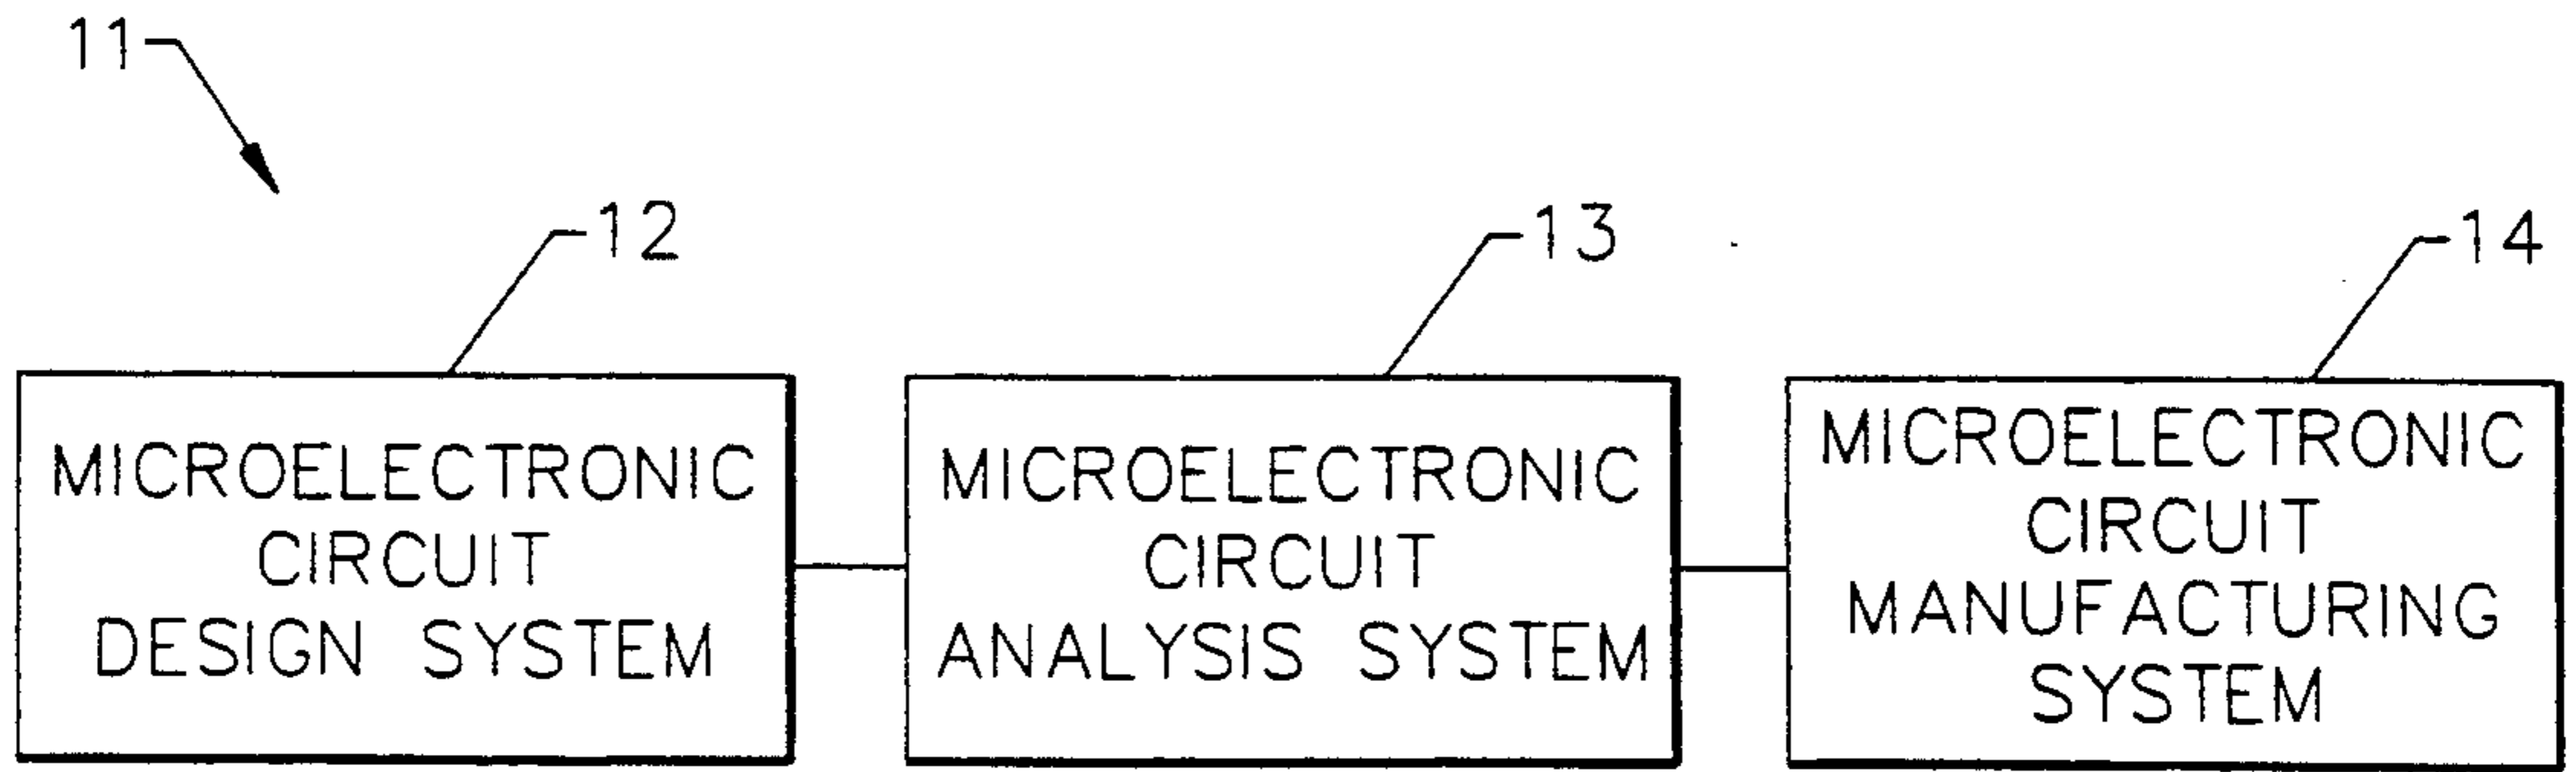 11
12
13
14
MICROELECTRONIC
CIRCUIT
DESIGN SYSTEM
MICROELECTRONIC
CIRCUIT
ANALYSIS SYSTEM
MICROELECTRONIC
CIRCUIT
MANUFACTURING
SYSTEM